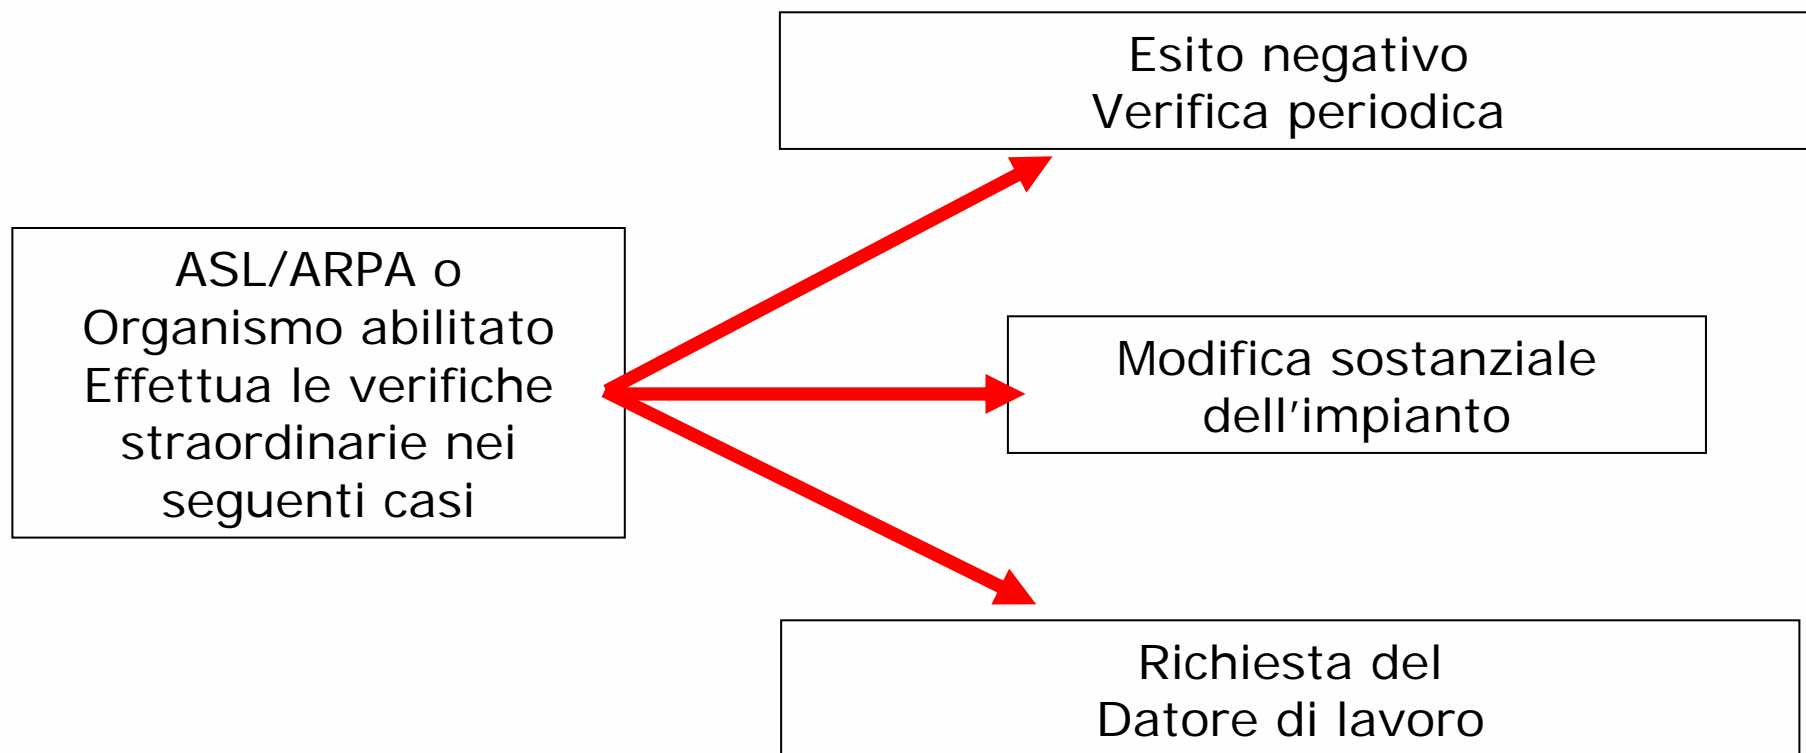 Esito negativo
Verifica periodica
ASL/ARPA o
Organismo abilitato
Effettua le verifiche
straordinarie nei
seguenti casi
Modifica sostanziale
dell’impianto
Richiesta del
Datore di lavoro